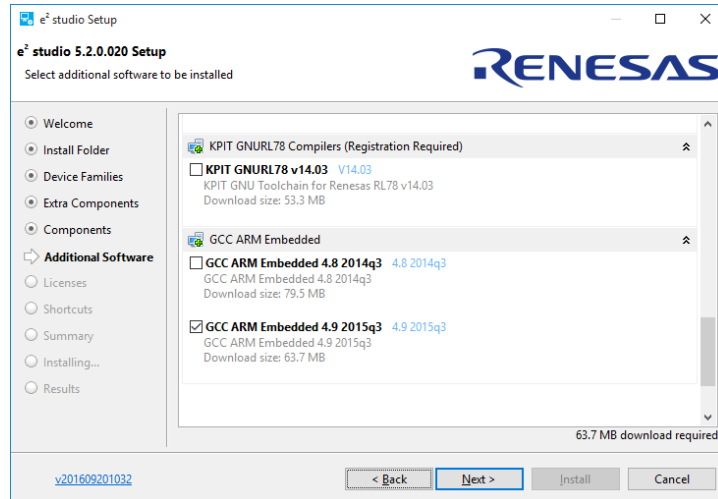 e² studio Setup
e² studio 5.2.0.020 Setup
Select additional software to be installed
RENESAS
Welcome
Install Folder
Device Families
Extra Components
Components
Additional Software
Licenses
Shortcuts
Summary
Installing...
Results
KPIT GNURL78 Compilers (Registration Required)
KPIT GNURL78 v14.03 V14.03
KPIT GNU Toolchain for Renesas RL78 v14.03
Download size: 53.3 MB
GCC ARM Embedded
GCC ARM Embedded 4.8 2014q3 4.8 2014q3
GCC ARM Embedded 4.8 2014q3
Download size: 79.5 MB
GCC ARM Embedded 4.9 2015q3 4.9 2015q3
GCC ARM Embedded 4.9 2015q3
Download size: 63.7 MB
63.7 MB download required
v201609201032
< Back
Next >
Install
Cancel